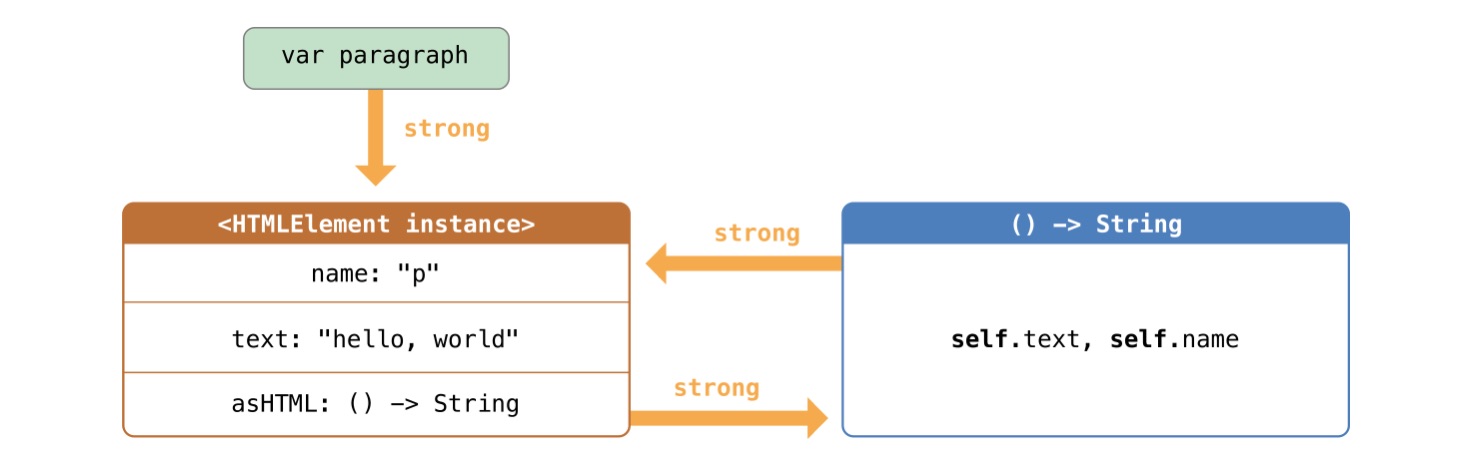 var paragraph
strong
<HTMLElement instance>
name: "p"
text: "hello, world"
asHTML: () -> String
strong
strong
() -> String
self.text, self.name